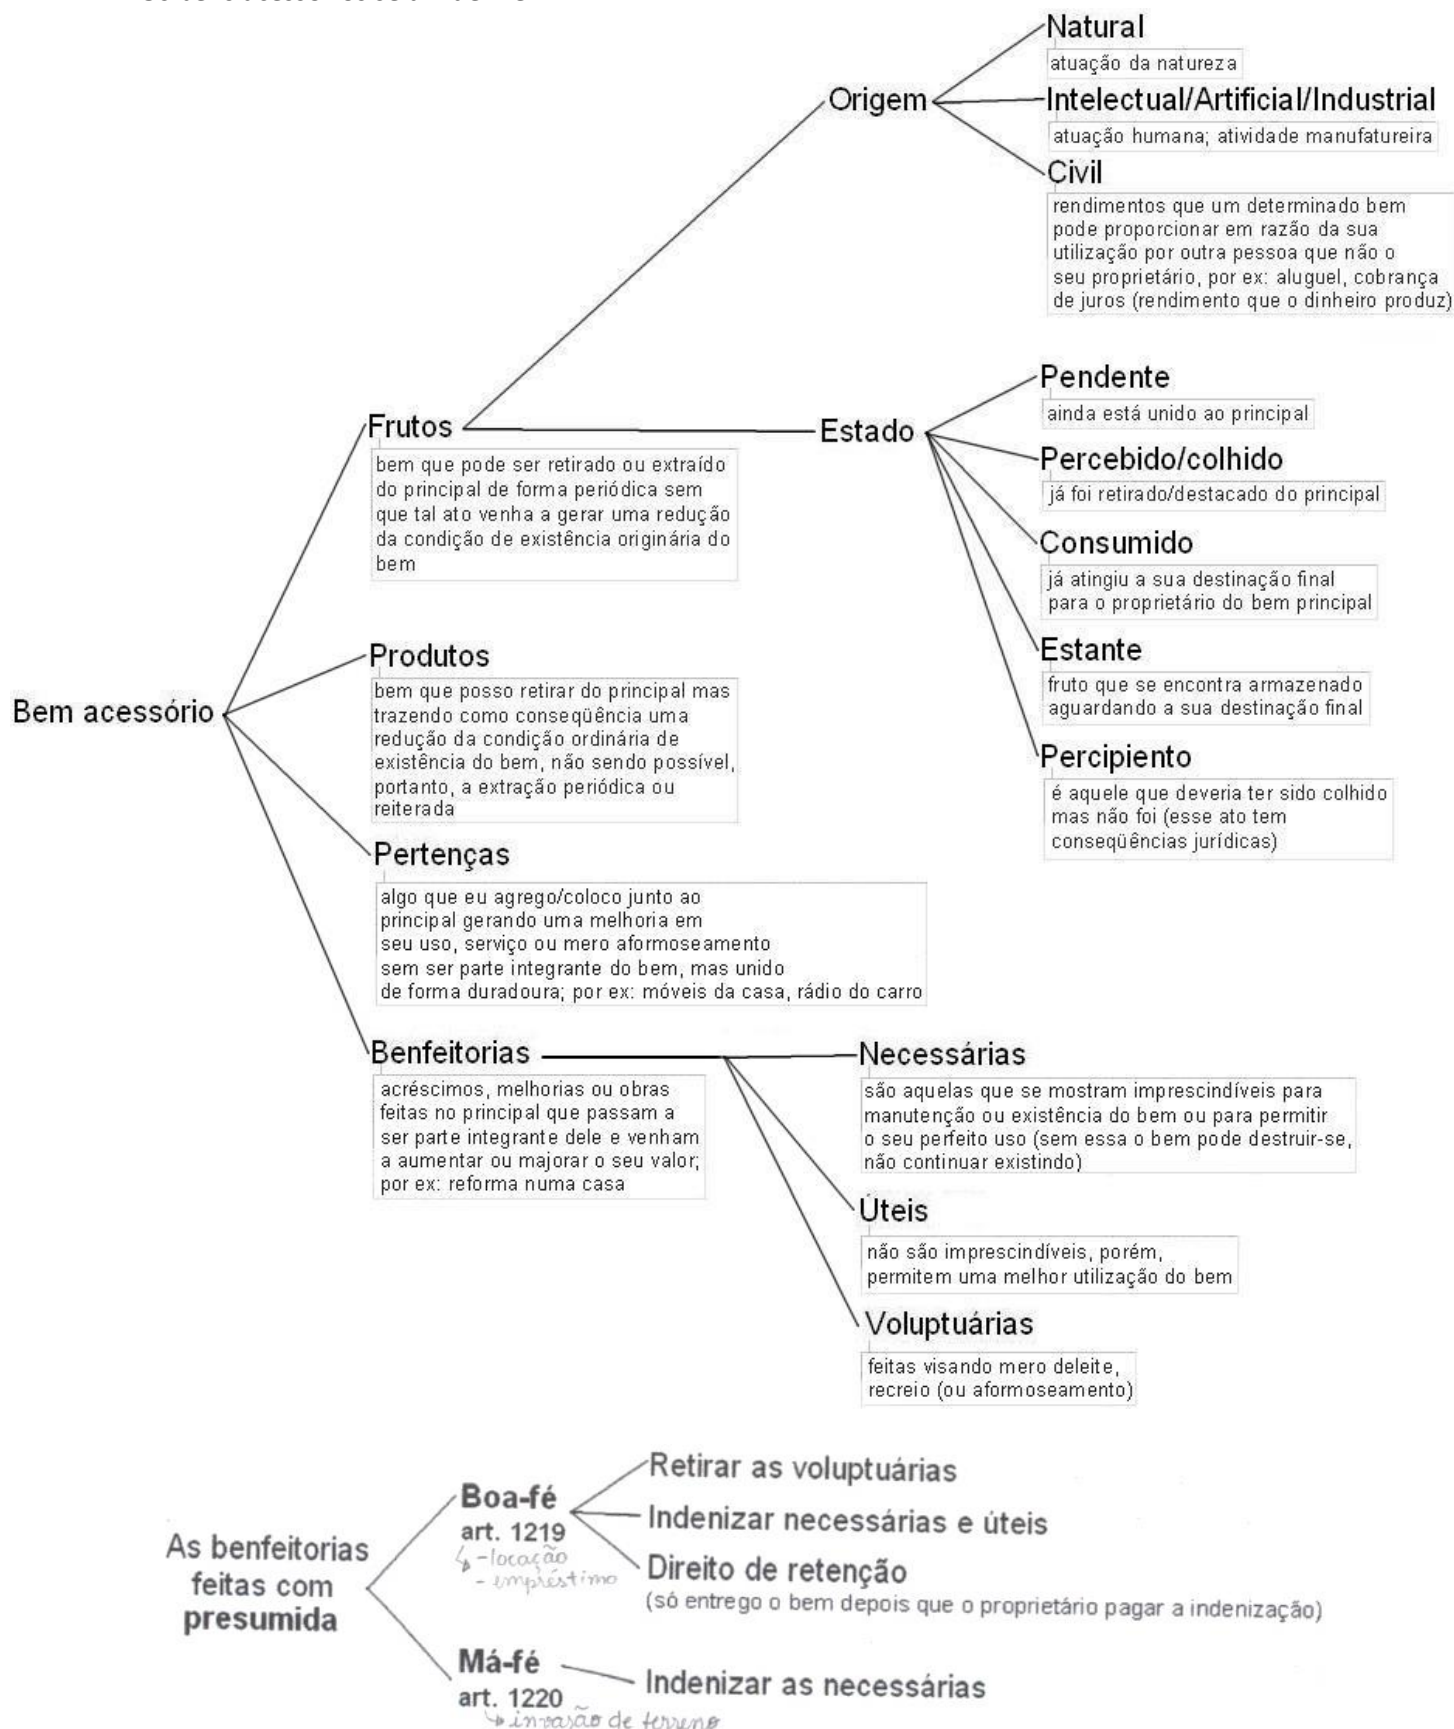 Natural
atuação da natureza
Origem
Intelectual/Artificial/Industrial
atuação humana; atividade manufatureira
Civil
rendimentos que um determinado bem
pode proporcionar em razão da sua
utilização por outra pessoa que não o
seu proprietário, por ex: aluguel, cobrança
de juros (rendimento que o dinheiro produz)
Frutos
bem que pode ser retirado ou extraído
do principal de forma periódica sem
que tal ato venha a gerar uma redução
da condição de existência originária do
bem
Estado
Pendente
ainda está unido ao principal
Percebido/colhido
já foi retirado/destacado do principal
Consumido
já atingiu a sua destinação final
para o proprietário do bem principal
Estante
fruto que se encontra armazenado
aguardando a sua destinação final
Percipiento
é aquele que deveria ter sido colhido
mas não foi (esse ato tem
conseqüências jurídicas)
Bem acessório
Produtos
bem que posso retirar do principal mas
trazendo como conseqüência uma
redução da condição ordinária de
existência do bem, não sendo possível,
portanto, a extração periódica ou
reiterada
Pertenças
algo que eu agrego/coloco junto ao
principal gerando uma melhoria em
seu uso, serviço ou mero aformoseamento
sem ser parte integrante do bem, mas unido
de forma duradoura; por ex: móveis da casa, rádio do carro
Benfeitorias
acréscimos, melhorias ou obras
feitas no principal que passam a
ser parte integrante dele e venham
a aumentar ou majorar o seu valor;
por ex: reforma numa casa
Necessárias
são aquelas que se mostram imprescindíveis para
manutenção ou existência do bem ou para permitir
o seu perfeito uso (sem essa o bem pode destruir-se,
não continuar existindo)
Úteis
não são imprescindíveis, porém,
permitem uma melhor utilização do bem
Voluptuárias
feitas visando mero deleite,
recreio (ou aformoseamento)
As benfeitorias
feitas com
presumida
Boa-fé
art. 1219
↳ -locação
- empréstimo
Retirar as voluptuárias
Indenizar necessárias e úteis
Direito de retenção
(só entrego o bem depois que o proprietário pagar a indenização)
Má-fé
art. 1220
↳ invasão de terreno
Indenizar as necessárias